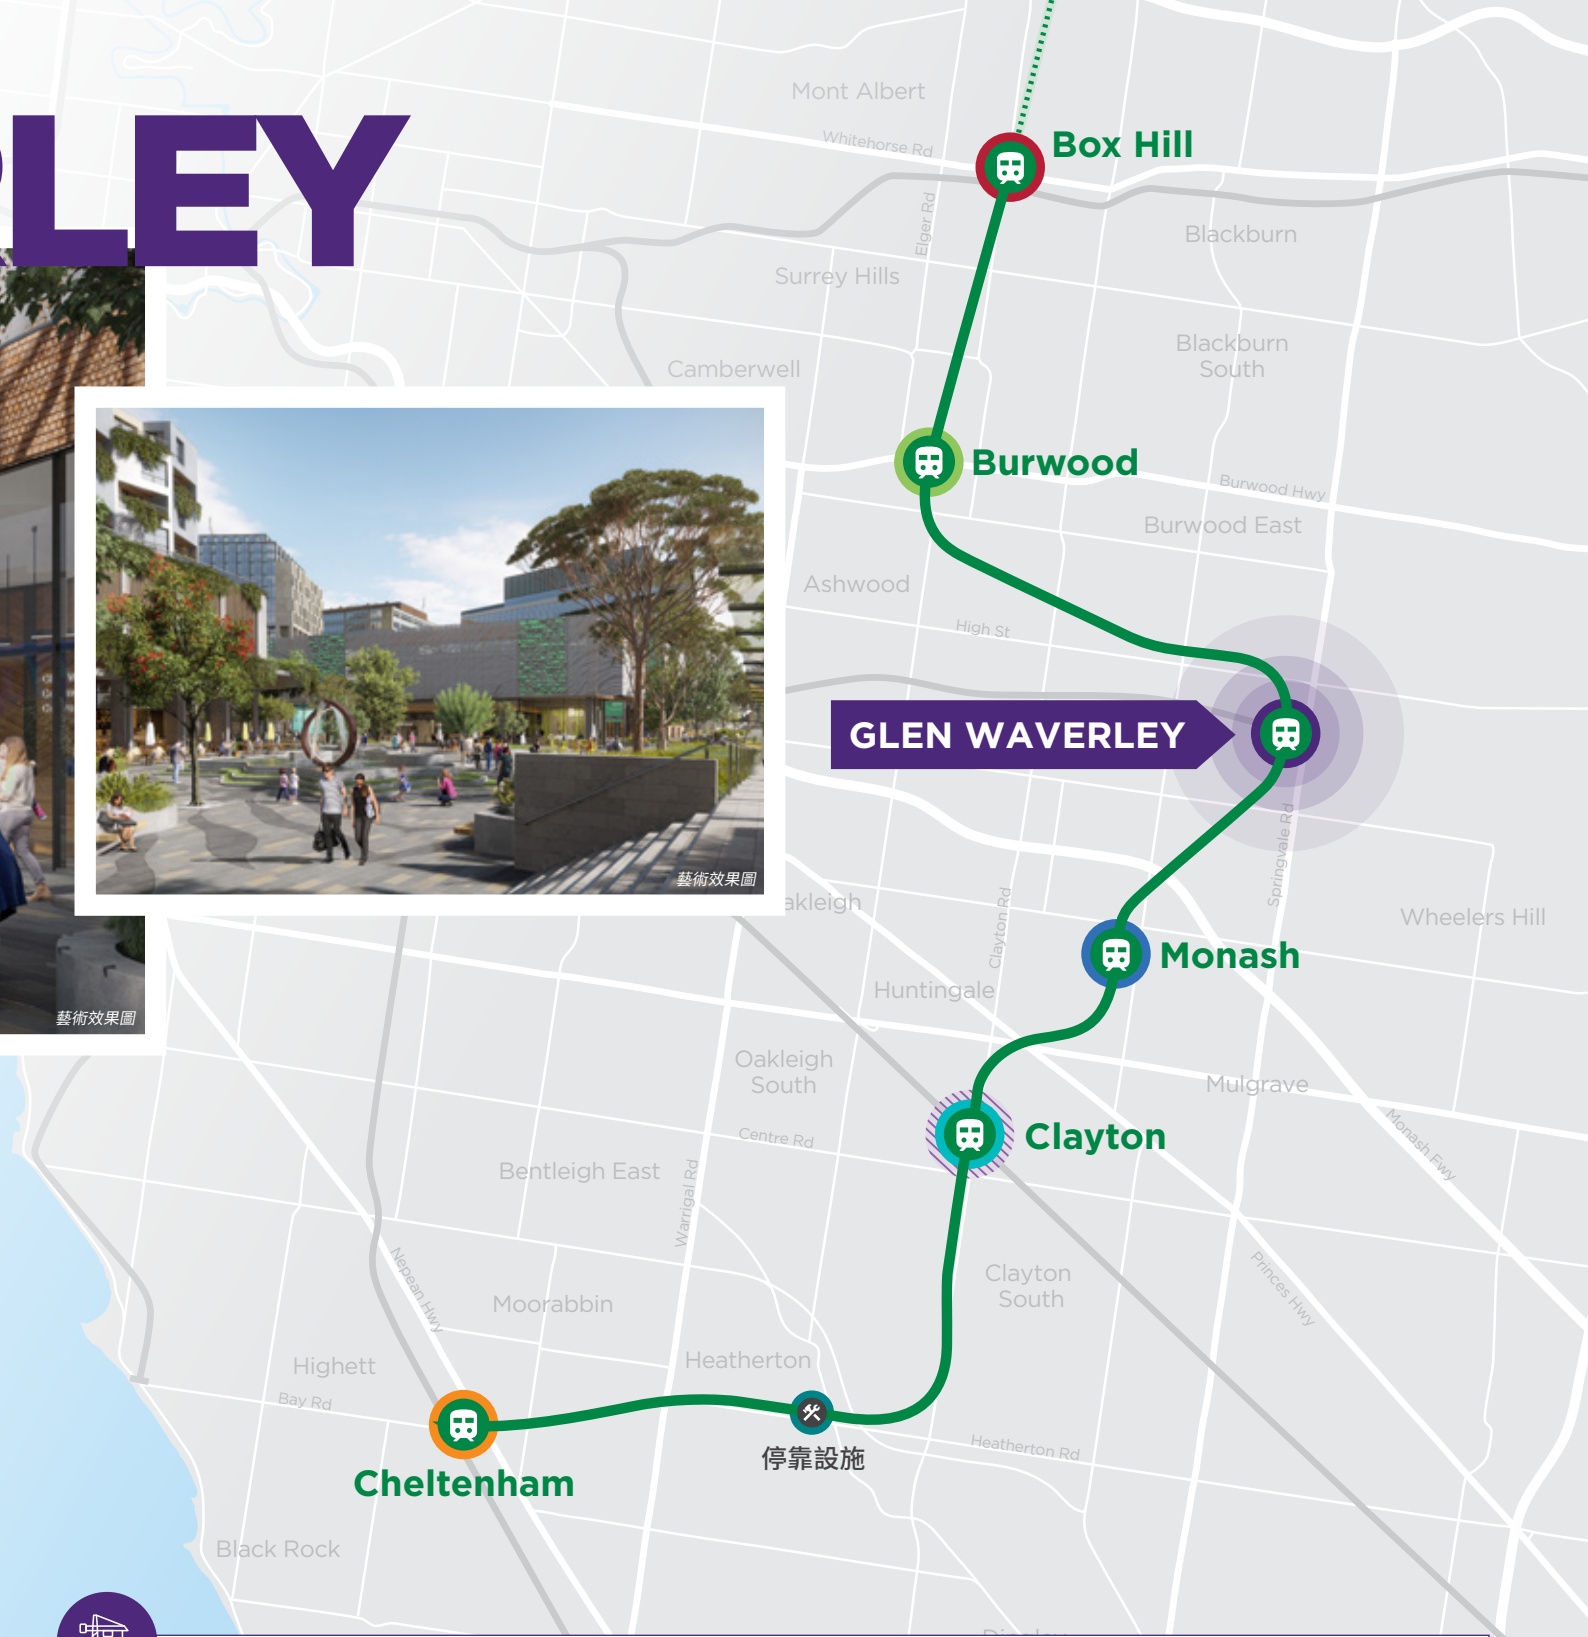 RLEY
Mont Albert
Whitehorse Rd
Box Hill
Elger Rd
Blackburn
Surrey Hills
Blackburn
South
Camberwell
Burwood
Burwood Hwy
Burwood East
Ashwood
High St
GLEN WAVERLEY
Springvale Rd
藝術效果圖
akleigh
Clayton Rd
Wheelers Hill
Monash
Huntingale
藝術效果圖
Oakleigh
South
Mulgrave
Centre Rd
Clayton
Monash Fwy
Bentleigh East
Warrigal Rd
Nepean Hwy
Clayton
South
Princes Hwy
Moorabbin
Heatherton
Highett
Bay Rd
Heatherton Rd
停靠設施
Cheltenham
Black Rock